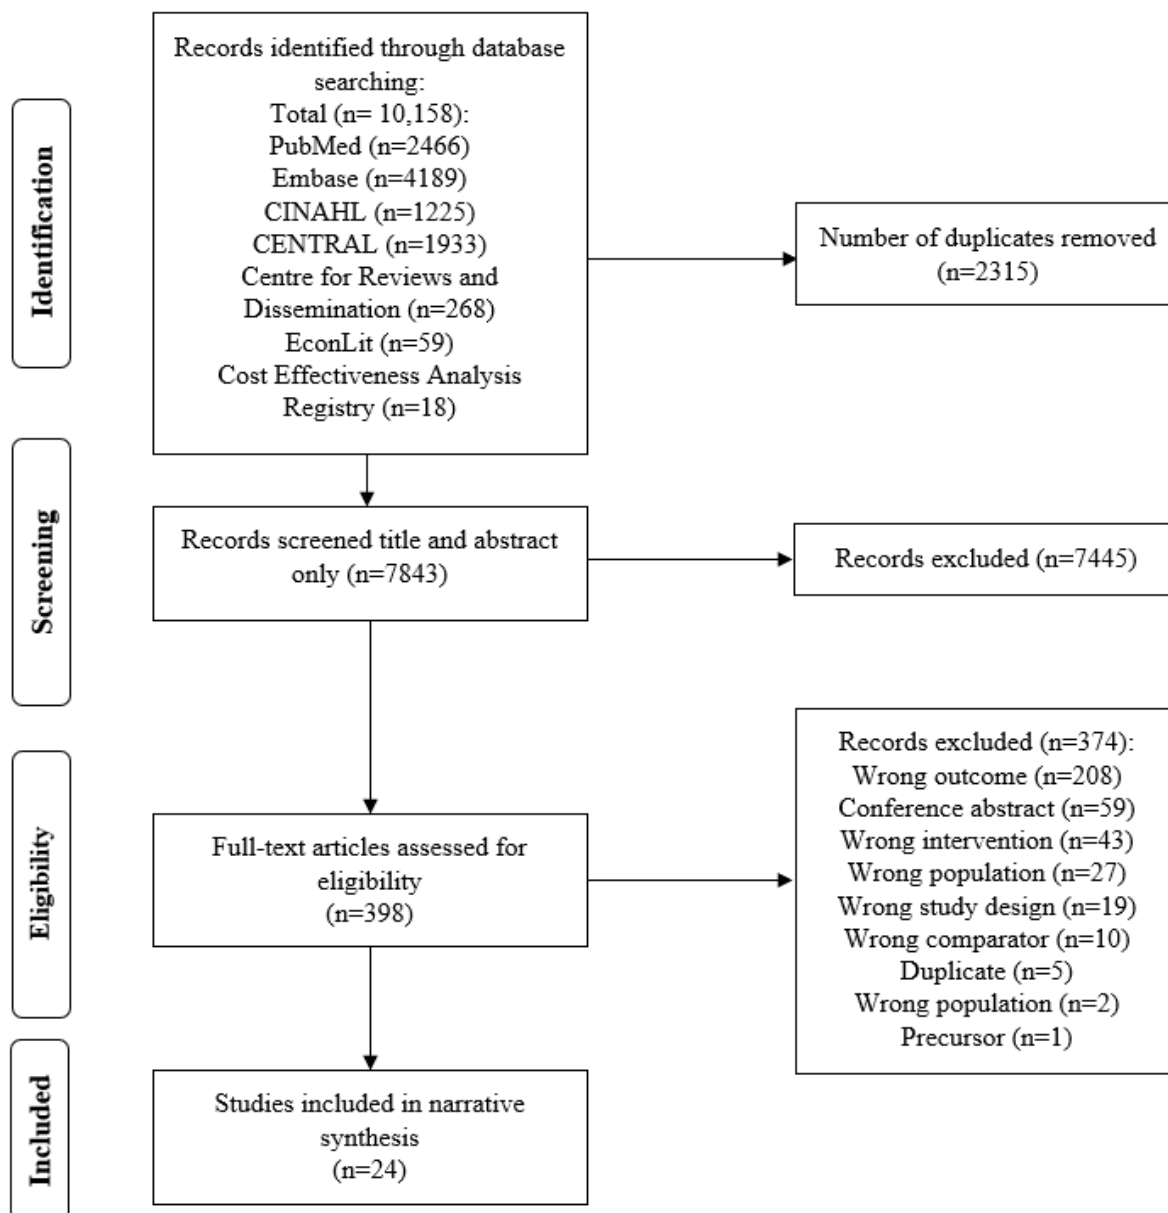 Identification
Records identified through database
searching:
Total (n= 10,158):
PubMed (n=2466)
Embase (n=4189)
CINAHL (n=1225)
CENTRAL (n=1933)
Centre for Reviews and
Dissemination (n=268)
EconLit (n=59)
Cost Effectiveness Analysis
Registry (n=18)
Number of duplicates removed
(n=2315)
Screening
Records screened title and abstract
only (n=7843)
Records excluded (n=7445)
Eligibility
Full-text articles assessed for
eligibility
(n=398)
Records excluded (n=374):
Wrong outcome (n=208)
Conference abstract (n=59)
Wrong intervention (n=43)
Wrong population (n=27)
Wrong study design (n=19)
Wrong comparator (n=10)
Duplicate (n=5)
Wrong population (n=2)
Precursor (n=1)
Included
Studies included in narrative
synthesis
(n=24)